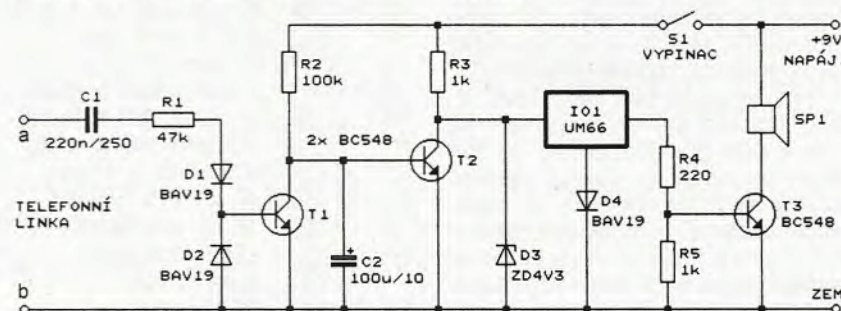 S1
VYPINAC
+9V
NAPÁJ.
R2
100k
R3
1k
C1
220n/250
R1
47k
a
2x BC548
IO1
UM66
SP1
T2
R4
220
D1
BAV19
D4
BAV19
T3
BC548
TELEFONNÍ
LINKA
T1
D2
BAV19
C2
+
100u/10
D3
ZD4V3
R5
1k
b
ZEM